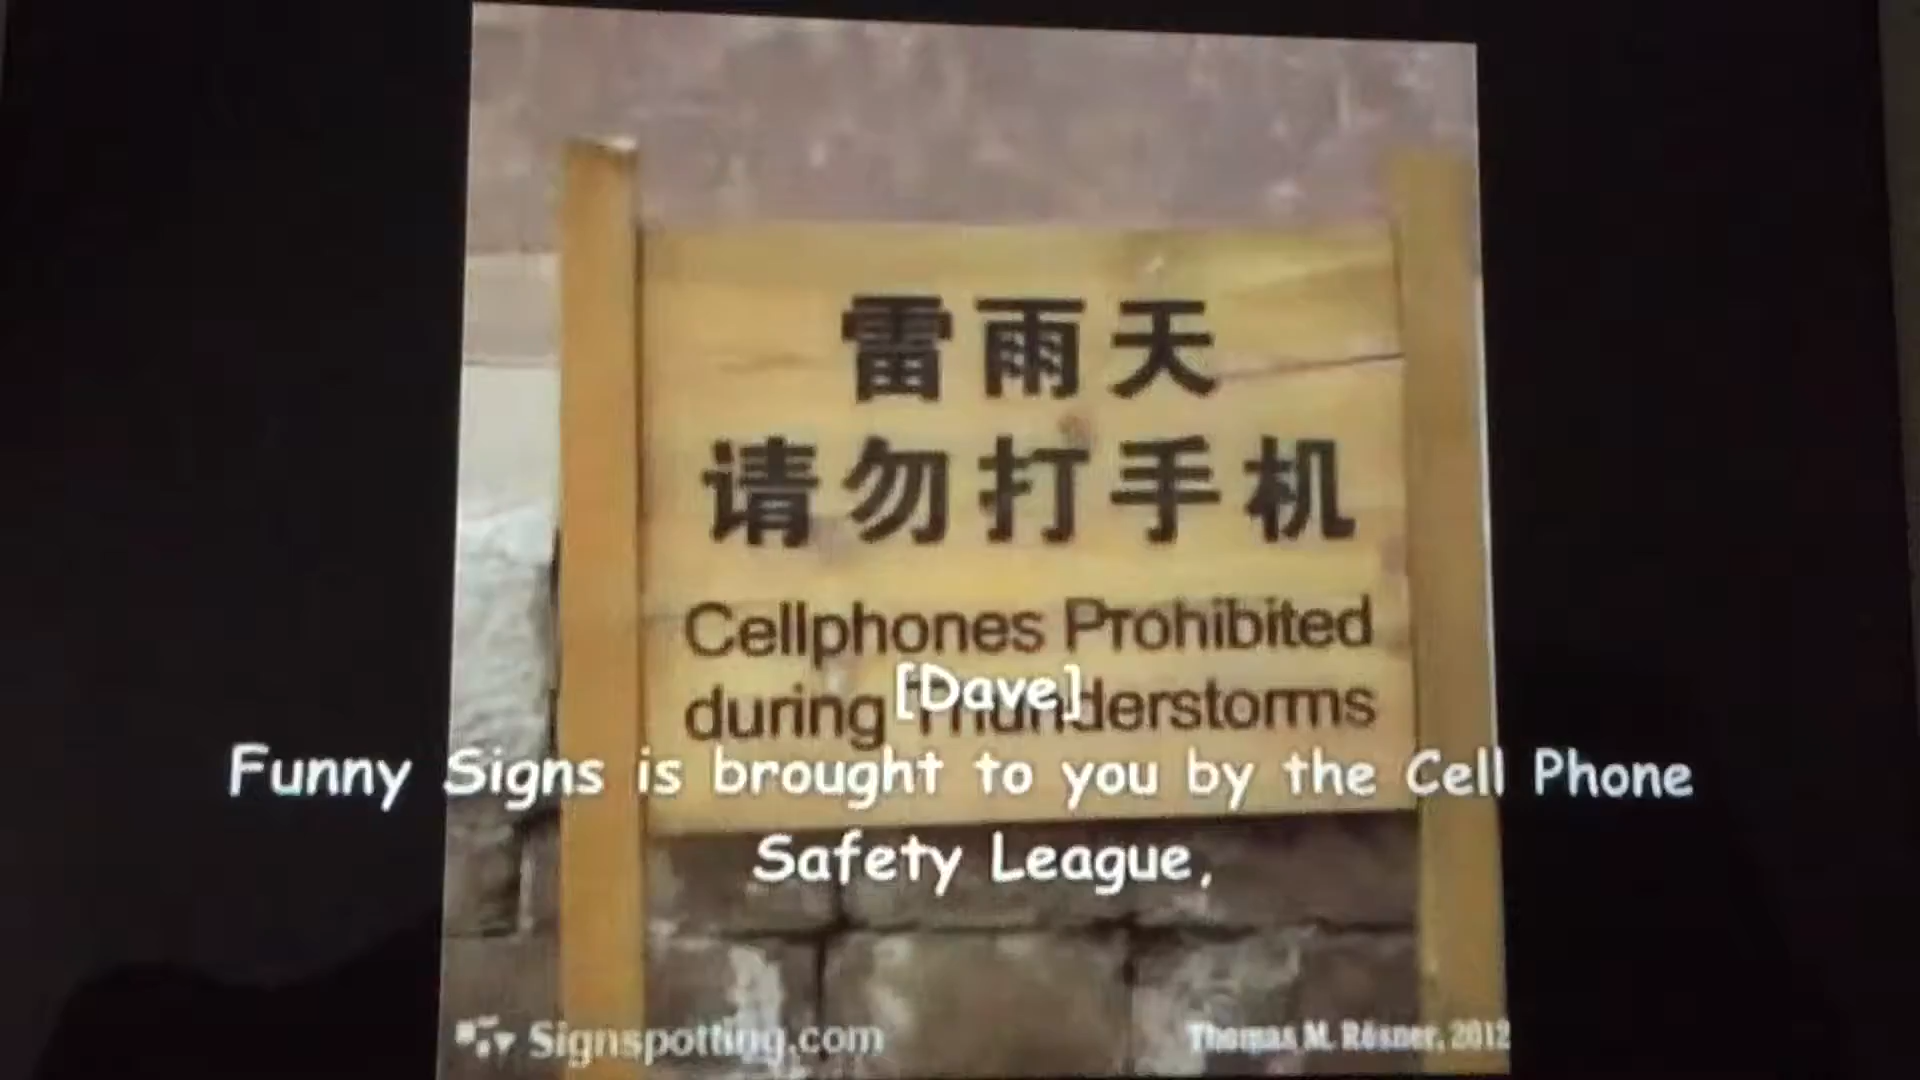 雷雨天
请勿打手机
Cellphones Prohibited
during Thunderstorms
[Dave]
Funny Signs is brought to you by the Cell Phone
Safety League,
Signspotting.com
Thomas M. Rösner, 2012